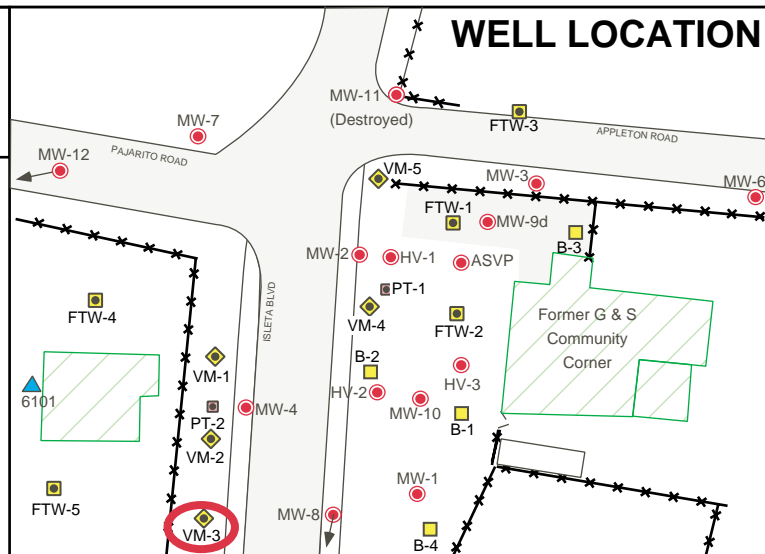 WELL LOCATION
MW-11
(Destroyed)
FTW-3
APPLETON ROAD
MW-7
PAJARITO ROAD
MW-12
VM-5
MW-3
MW-6
FTW-1
MW-9d
B-3
MW-2
HV-1
ASVP
PT-1
ISLETA BLVD
FTW-4
VM-4
FTW-2
Former G & S
Community
Corner
VM-1
B-2
6101
HV-2
HV-3
PT-2
MW-4
MW-10
B-1
VM-2
MW-1
FTW-5
VM-3
MW-8
B-4